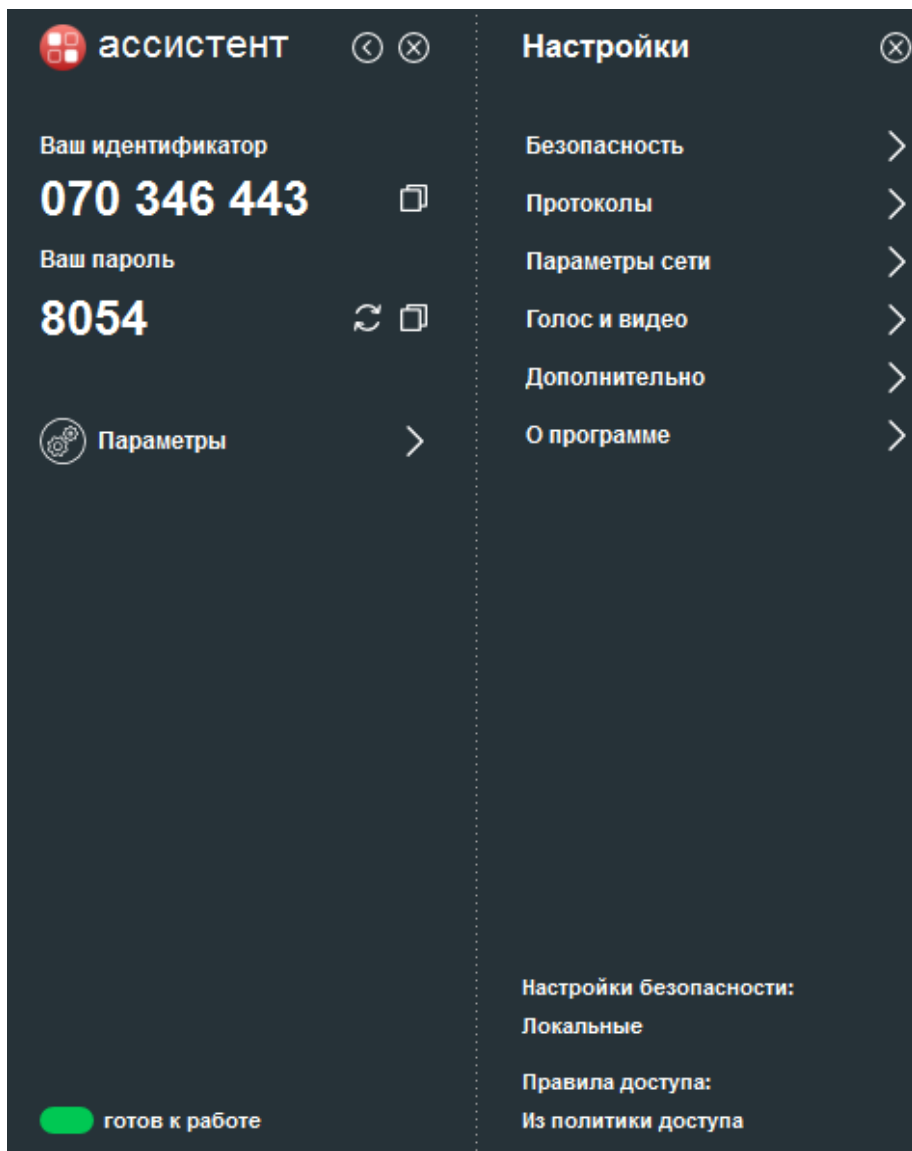 ассистент
Ваш идентификатор
070 346 443
Ваш пароль
8054
Параметры
готов к работе
Настройки
Безопасность
Протоколы
Параметры сети
Голос и видео
Дополнительно
О программе
Настройки безопасности:
Локальные
Правила доступа:
Из политики доступа